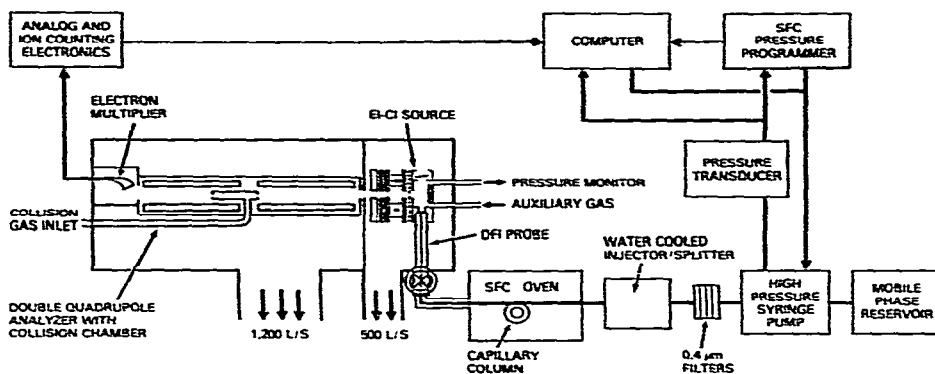 ANALOG AND
ION COUNTING
ELECTRONICS
COMPUTER
SFC
PRESSURE
PROGRAMMER
ELECTRON
MULTIPLIER
EI-CI SOURCE
PRESSURE
TRANSDUCER
PRESSURE MONITOR
AUXILIARY GAS
COLLISION
GAS INLET
DFI PROBE
WATER COOLED
INJECTOR/SPLITTER
DOUBLE QUADRUPOLE
ANALYZER WITH
COLLISION CHAMBER
1,200 L/S
500 L/S
SFC OVEN
CAPILLARY
COLUMN
0.4 μm
FILTERS
HIGH
PRESSURE
SYRINGE
PUMP
MOBILE
PHASE
RESERVOIR